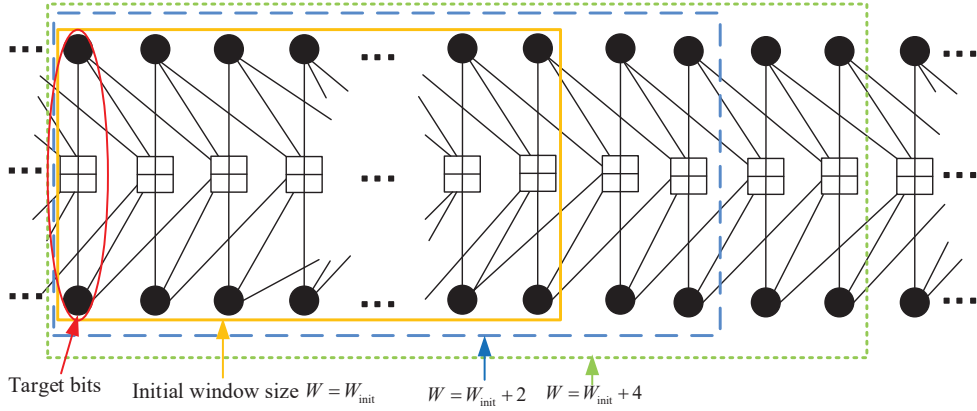 Target bits
Initial window size W = W_init
W = W_init + 2
W = W_init + 4